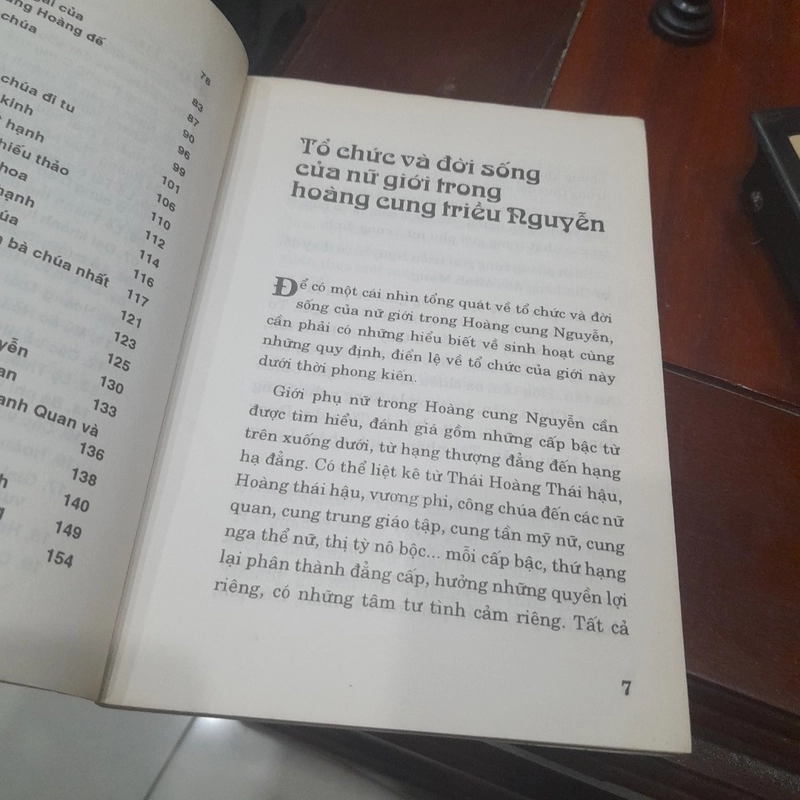 của
ng Hoàng đế
chúa
78
chúa đi tu
83
kinh
87
hạnh
90
hiếu thảo
96
hoa
99
hạnh
101
106
110
112
114
bà chúa nhất
116
117
121
123
125
130
133
anh Quan và
136
138
140
149
154
Tổ chức và đời sống
của nữ giới trong
hoàng cung triều Nguyễn
Để có một cái nhìn tổng quát về tổ chức và đời
sống của nữ giới trong Hoàng cung Nguyễn,
cần phải có những hiểu biết về sinh hoạt cùng
những quy định, điển lệ về tổ chức của giới này
dưới thời phong kiến.
Giới phụ nữ trong Hoàng cung Nguyễn cần
được tìm hiểu, đánh giá gồm những cấp bậc từ
trên xuống dưới, từ hạng thượng đẳng đến hạng
hạ đẳng. Có thể liệt kê từ Thái Hoàng Thái hậu,
Hoàng thái hậu, vương phi, công chúa đến các nữ
quan, cung trung giáo tập, cung tần mỹ nữ, cung
nga thể nữ, thị tỳ nô bộc... mỗi cấp bậc, thứ hạng
lại phân thành đẳng cấp, hưởng những quyền lợi
riêng, có những tâm tư tình cảm riêng. Tất cả
7